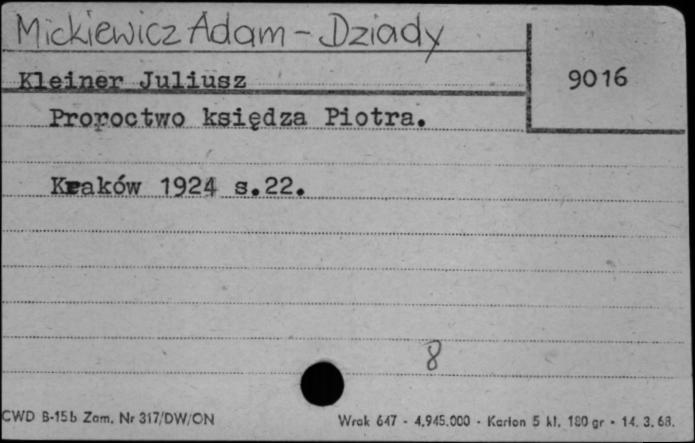 Mickiewicz Adam - Dziady
Kleiner Juliusz
9016
Proroctwo księdza Piotra.
Kraków 1924 s.22.
8
CWD B-15b Zam. Nr 317/DW/ON
Wrak 647 - 4.945.000 - Karton 5 kl. 180 gr - 14. 3. 68.